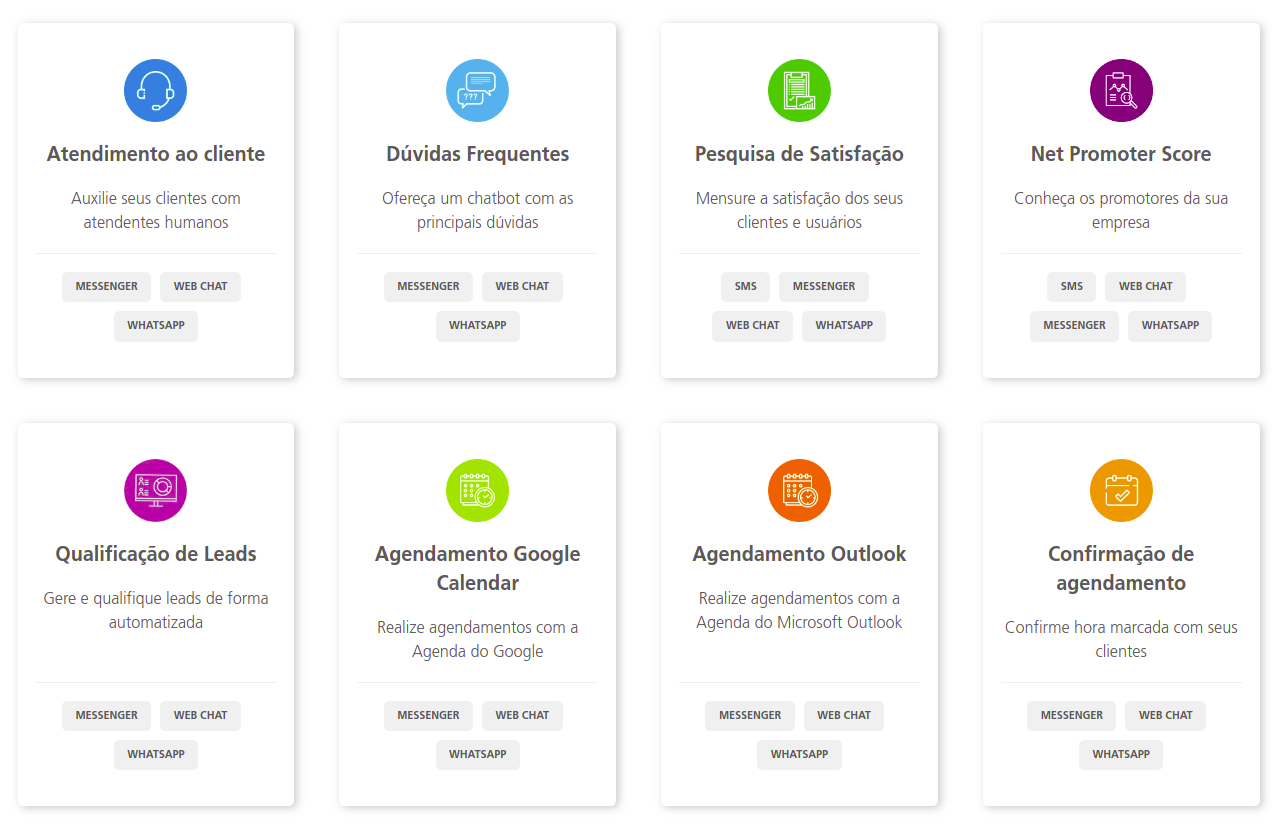 ???
Atendimento ao cliente
Auxilie seus clientes com
atendentes humanos
MESSENGER WEB CHAT
WHATSAPP
Dúvidas Frequentes
Ofereça um chatbot com as
principais dúvidas
MESSENGER WEB CHAT
WHATSAPP
Pesquisa de Satisfação
Mensure a satisfação dos seus
clientes e usuários
SMS MESSENGER
WEB CHAT WHATSAPP
Net Promoter Score
Conheça os promotores da sua
empresa
SMS WEB CHAT
MESSENGER WHATSAPP
Qualificação de Leads
Gere e qualifique leads de forma
automatizada
MESSENGER WEB CHAT
WHATSAPP
Agendamento Google
Calendar
Realize agendamentos com a
Agenda do Google
MESSENGER WEB CHAT
WHATSAPP
Agendamento Outlook
Realize agendamentos com a
Agenda do Microsoft Outlook
MESSENGER WEB CHAT
WHATSAPP
Confirmação de
agendamento
Confirme hora marcada com seus
clientes
MESSENGER WEB CHAT
WHATSAPP